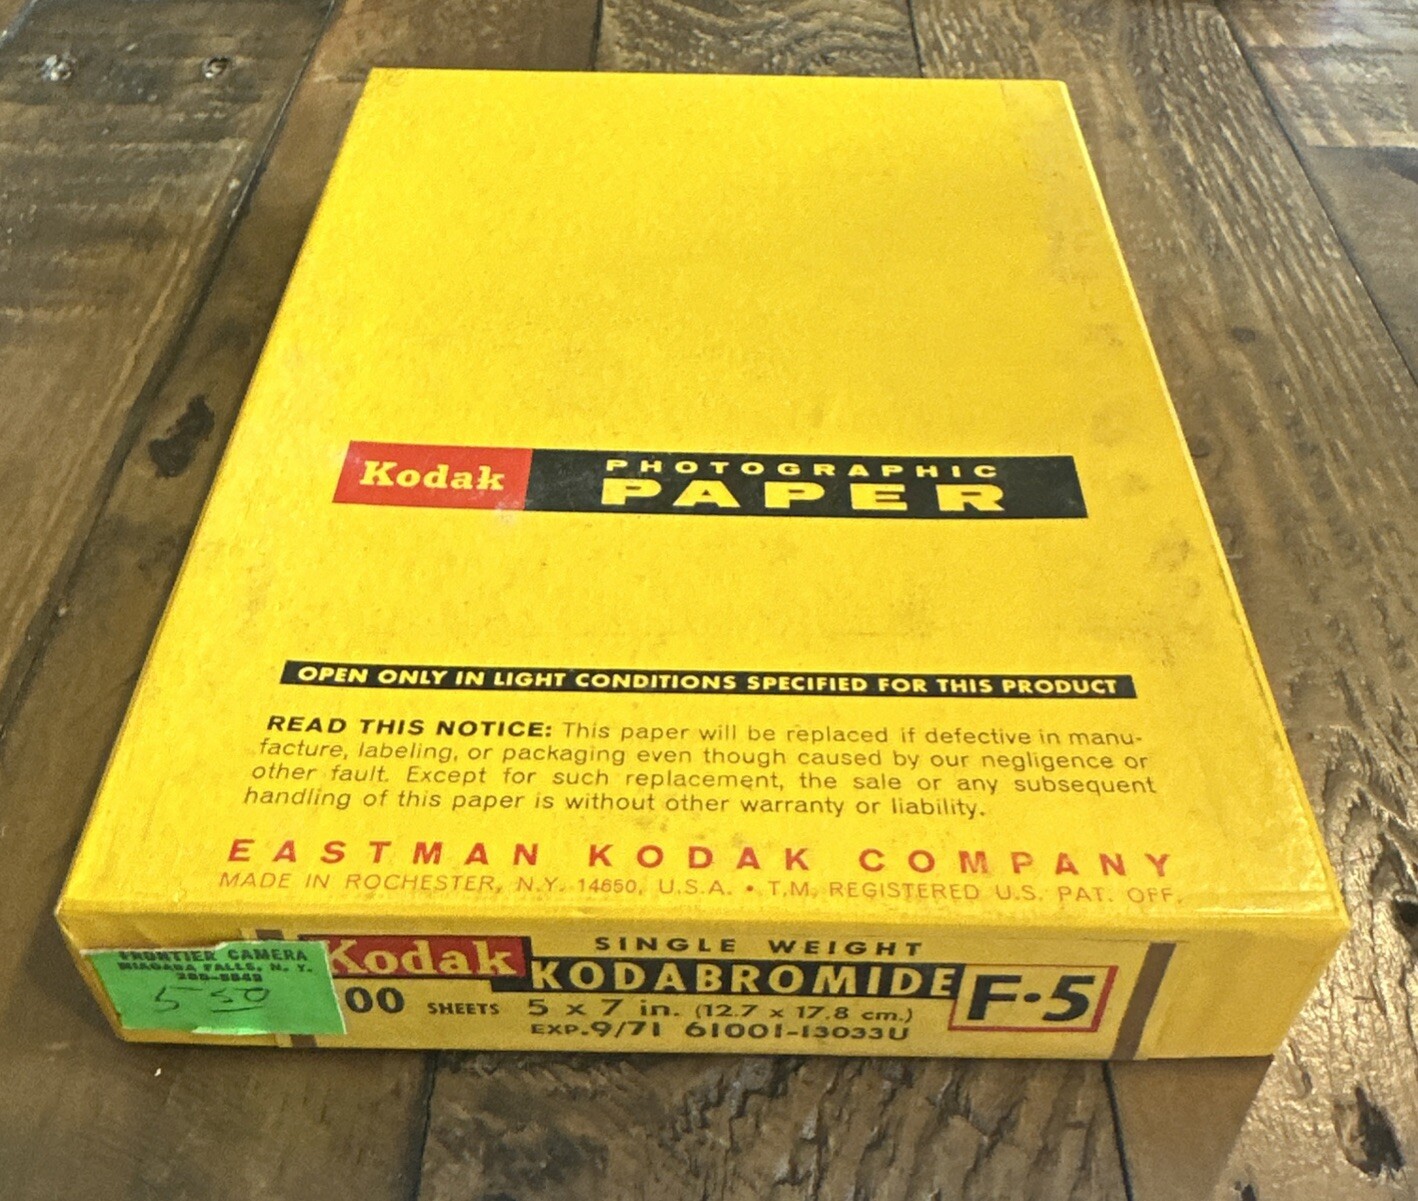 Kodak
PHOTOGRAPHIC
PAPER
OPEN ONLY IN LIGHT CONDITIONS SPECIFIED FOR THIS PRODUCT
READ THIS NOTICE: This paper will be replaced if defective in manu-
facture, labeling, or packaging even though caused by our negligence or
other fault. Except for such replacement, the sale or any subsequent
handling of this paper is without other warranty or liability.
EASTMAN KODAK COMPANY
MADE IN ROCHESTER, N.Y. 14650, U.S.A. • T.M. REGISTERED U.S. PAT. OFF.
FRONTIER CAMERA
NIAGARA FALLS, N. Y.
5 50
Kodak
SINGLE WEIGHT
KODABROMIDE
F·5
00 SHEETS 5 x 7 in. (12.7 x 17.8 cm.)
EXP. 9/71 61001-13033U